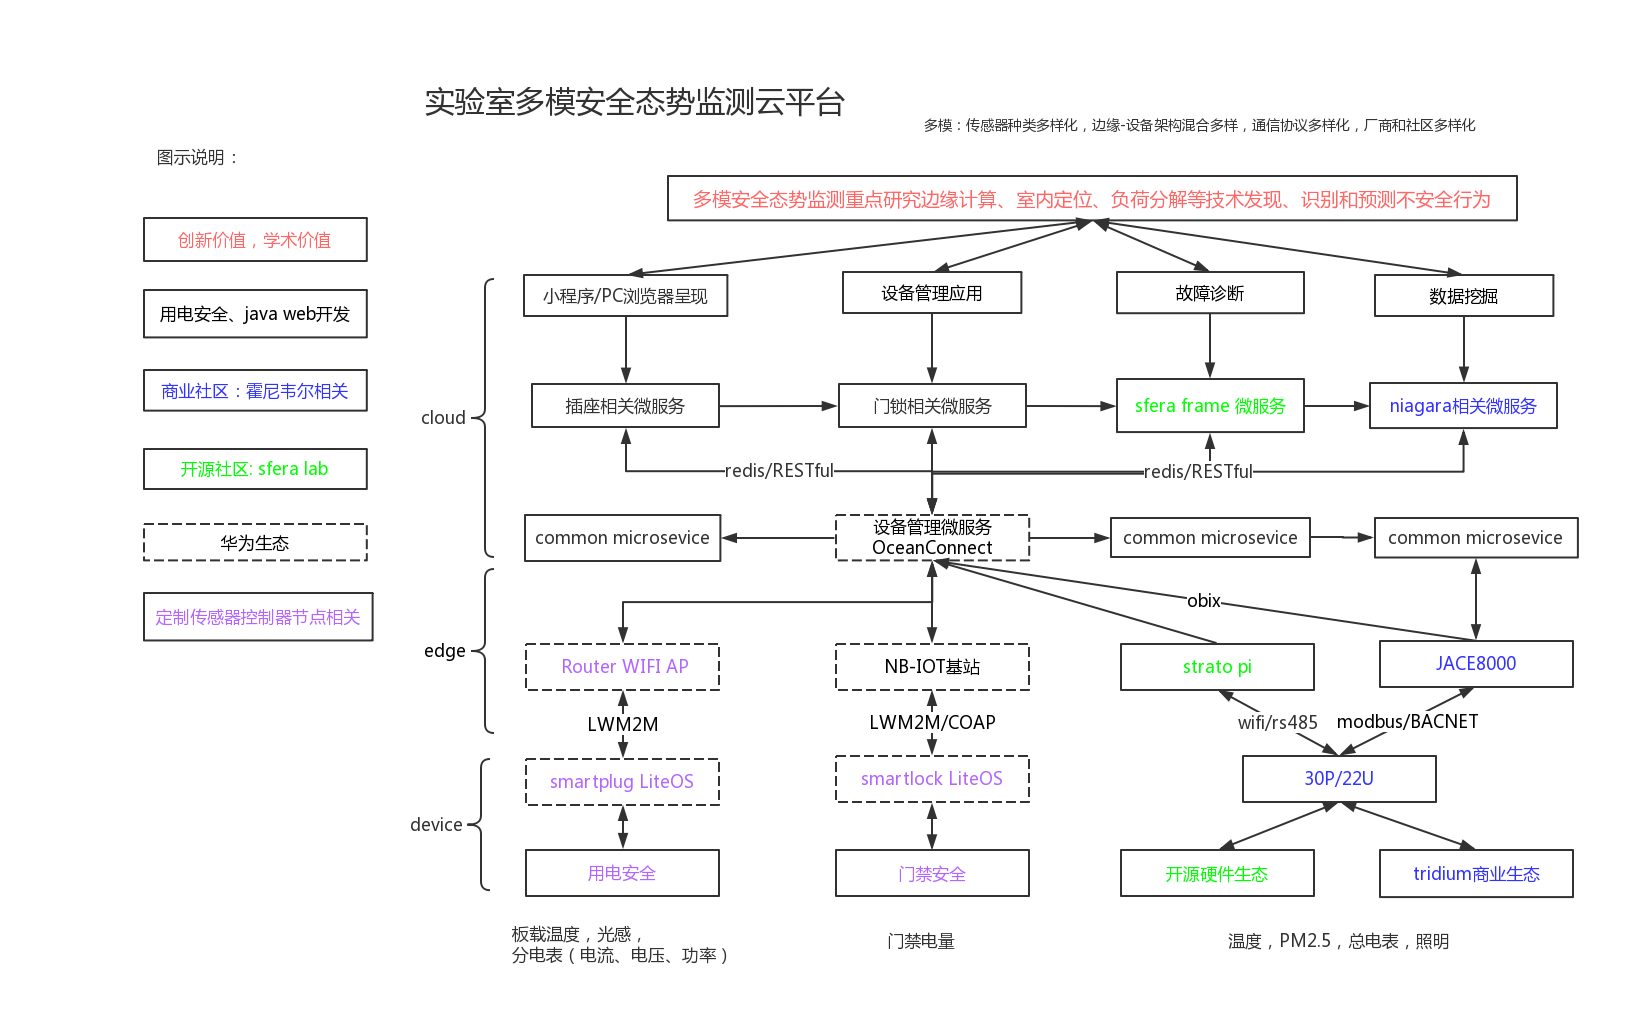 实验室多模安全态势监测云平台
多模：传感器种类多样化，边缘-设备架构混合多样，通信协议多样化，厂商和社区多样化
图示说明：
创新价值，学术价值
用电安全、java web开发
商业社区：霍尼韦尔相关
开源社区: sfera lab
华为生态
定制传感器控制器节点相关
多模安全态势监测重点研究边缘计算、室内定位、负荷分解等技术发现、识别和预测不安全行为
cloud
小程序/PC浏览器呈现
设备管理应用
故障诊断
数据挖掘
插座相关微服务
门锁相关微服务
sfera frame 微服务
niagara相关微服务
redis/RESTful
redis/RESTful
common microsevice
设备管理微服务
OceanConnect
common microsevice
common microsevice
obix
edge
Router WIFI AP
NB-IOT基站
strato pi
JACE8000
LWM2M
LWM2M/COAP
wifi/rs485
modbus/BACNET
device
smartplug LiteOS
smartlock LiteOS
30P/22U
用电安全
门禁安全
开源硬件生态
tridium商业生态
板载温度，光感，
分电表（电流、电压、功率）
门禁电量
温度，PM2.5，总电表，照明